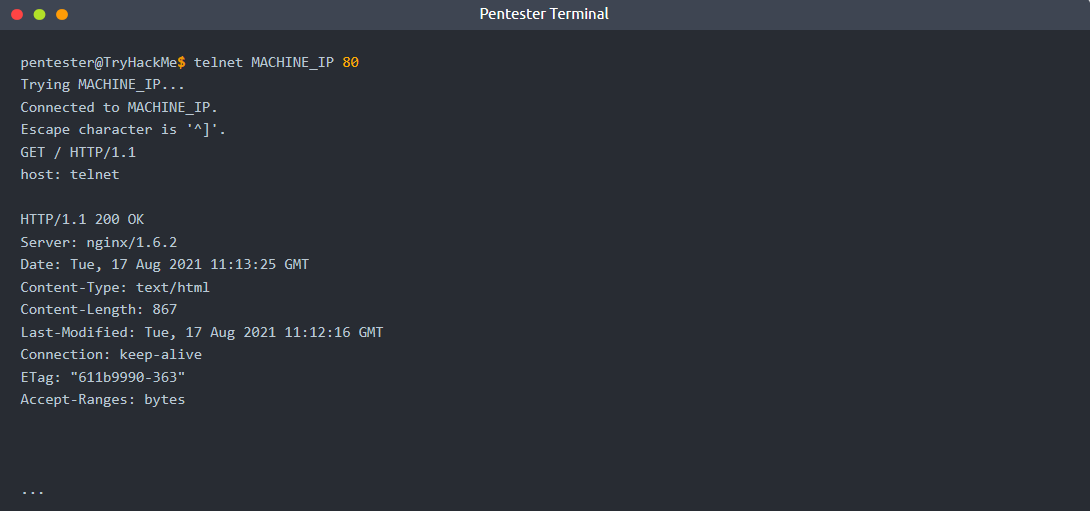 Pentester Terminal
pentester@TryHackMe$ telnet MACHINE_IP 80
Trying MACHINE_IP...
Connected to MACHINE_IP.
Escape character is '^]'.
GET / HTTP/1.1
host: telnet
HTTP/1.1 200 OK
Server: nginx/1.6.2
Date: Tue, 17 Aug 2021 11:13:25 GMT
Content-Type: text/html
Content-Length: 867
Last-Modified: Tue, 17 Aug 2021 11:12:16 GMT
Connection: keep-alive
ETag: "611b9990-363"
Accept-Ranges: bytes
...